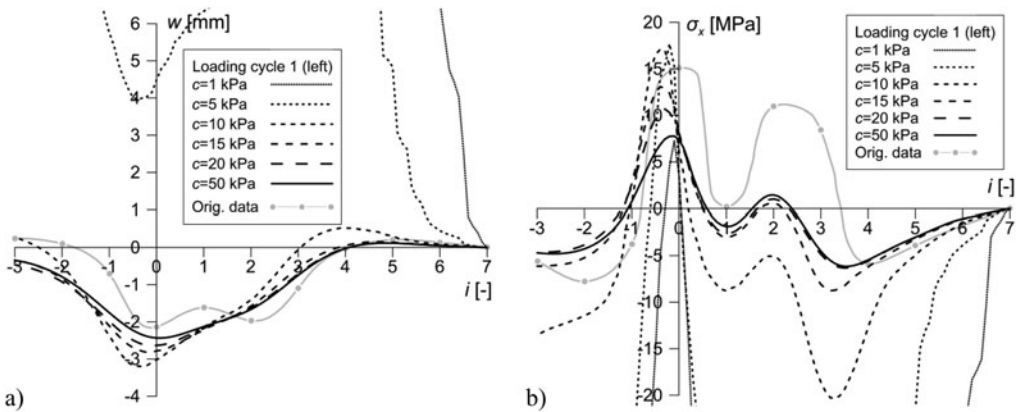 w [mm]
6
5
4
3
2
1
0
-1
-2
-3
-4
-3 -2 -1 0 1 2 3 4 5 6 7
i [-]
Loading cycle 1 (left)
c=1 kPa
c=5 kPa
c=10 kPa
c=15 kPa
c=20 kPa
c=50 kPa
Orig. data
a)
σx [MPa]
20
15
10
5
0
-5
-10
-15
-20
-3 -2 -1 0 1 2 3 4 5 6 7
i [-]
Loading cycle 1 (left)
c=1 kPa
c=5 kPa
c=10 kPa
c=15 kPa
c=20 kPa
c=50 kPa
Orig. data
b)